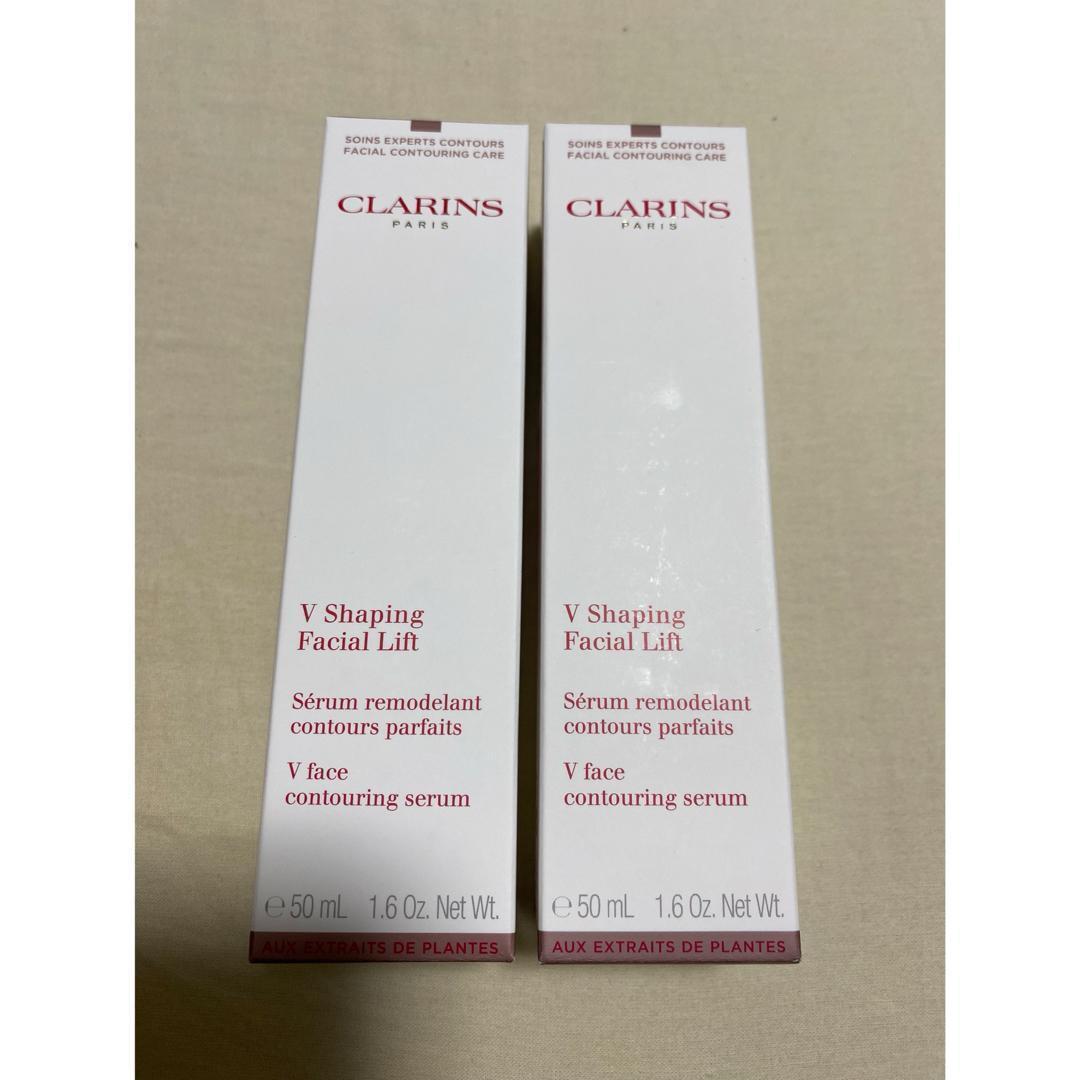 SOINS EXPERTS CONTOURS
FACIAL CONTOURING CARE
CLARINS
PARIS
V Shaping
Facial Lift
Sérum remodelant
contours parfaits
V face
contouring serum
℮ 50 mL 1.6 Oz. Net Wt.
AUX EXTRAITS DE PLANTES
SOINS EXPERTS CONTOURS
FACIAL CONTOURING CARE
CLARINS
PARIS
V Shaping
Facial Lift
Sérum remodelant
contours parfaits
V face
contouring serum
℮ 50 mL 1.6 Oz. Net Wt.
AUX EXTRAITS DE PLANTES